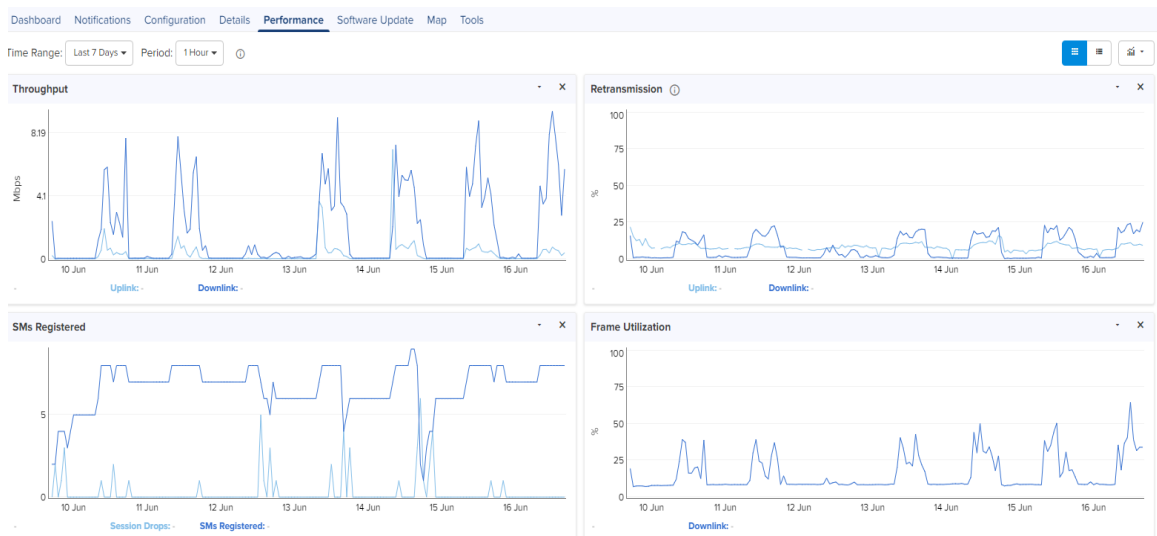 Dashboard Notifications Configuration Details Performance Software Update Map Tools
Time Range: Last 7 Days Period: 1 Hour
Throughput
Mbps
8.19
4.1
0
10 Jun 11 Jun 12 Jun 13 Jun 14 Jun 15 Jun 16 Jun
- Uplink: - Downlink: -
Retransmission
%
100
75
50
25
0
10 Jun 11 Jun 12 Jun 13 Jun 14 Jun 15 Jun 16 Jun
- Uplink: - Downlink: -
SMs Registered
5
0
10 Jun 11 Jun 12 Jun 13 Jun 14 Jun 15 Jun 16 Jun
- Session Drops: - SMs Registered: -
Frame Utilization
%
100
75
50
25
0
10 Jun 11 Jun 12 Jun 13 Jun 14 Jun 15 Jun 16 Jun
- Downlink: -